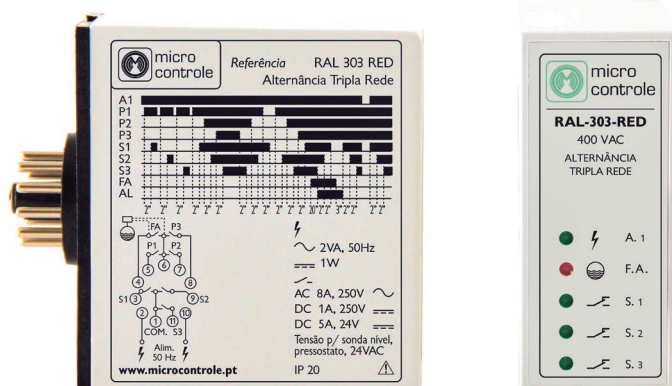 micro
controle
Referência RAL 303 RED
Alternância Tripla Rede
A1
P1
P2
P3
S1
S2
S3
FA
AL
FA P3
P1 P2
5 6 7
4 8
S1 3 9 S2
2 10
1 11
COM. S3
Alim.
50 Hz
www.microcontrole.pt
2VA, 50Hz
1W
AC 8A, 250V
DC 1A, 250V
DC 5A, 24V
Tensão p/ sonda nível,
pressostato, 24VAC
IP 20
micro
controle
RAL-303-RED
400 VAC
ALTERNÂNCIA
TRIPLA REDE
A. 1
F.A.
S. 1
S. 2
S. 3